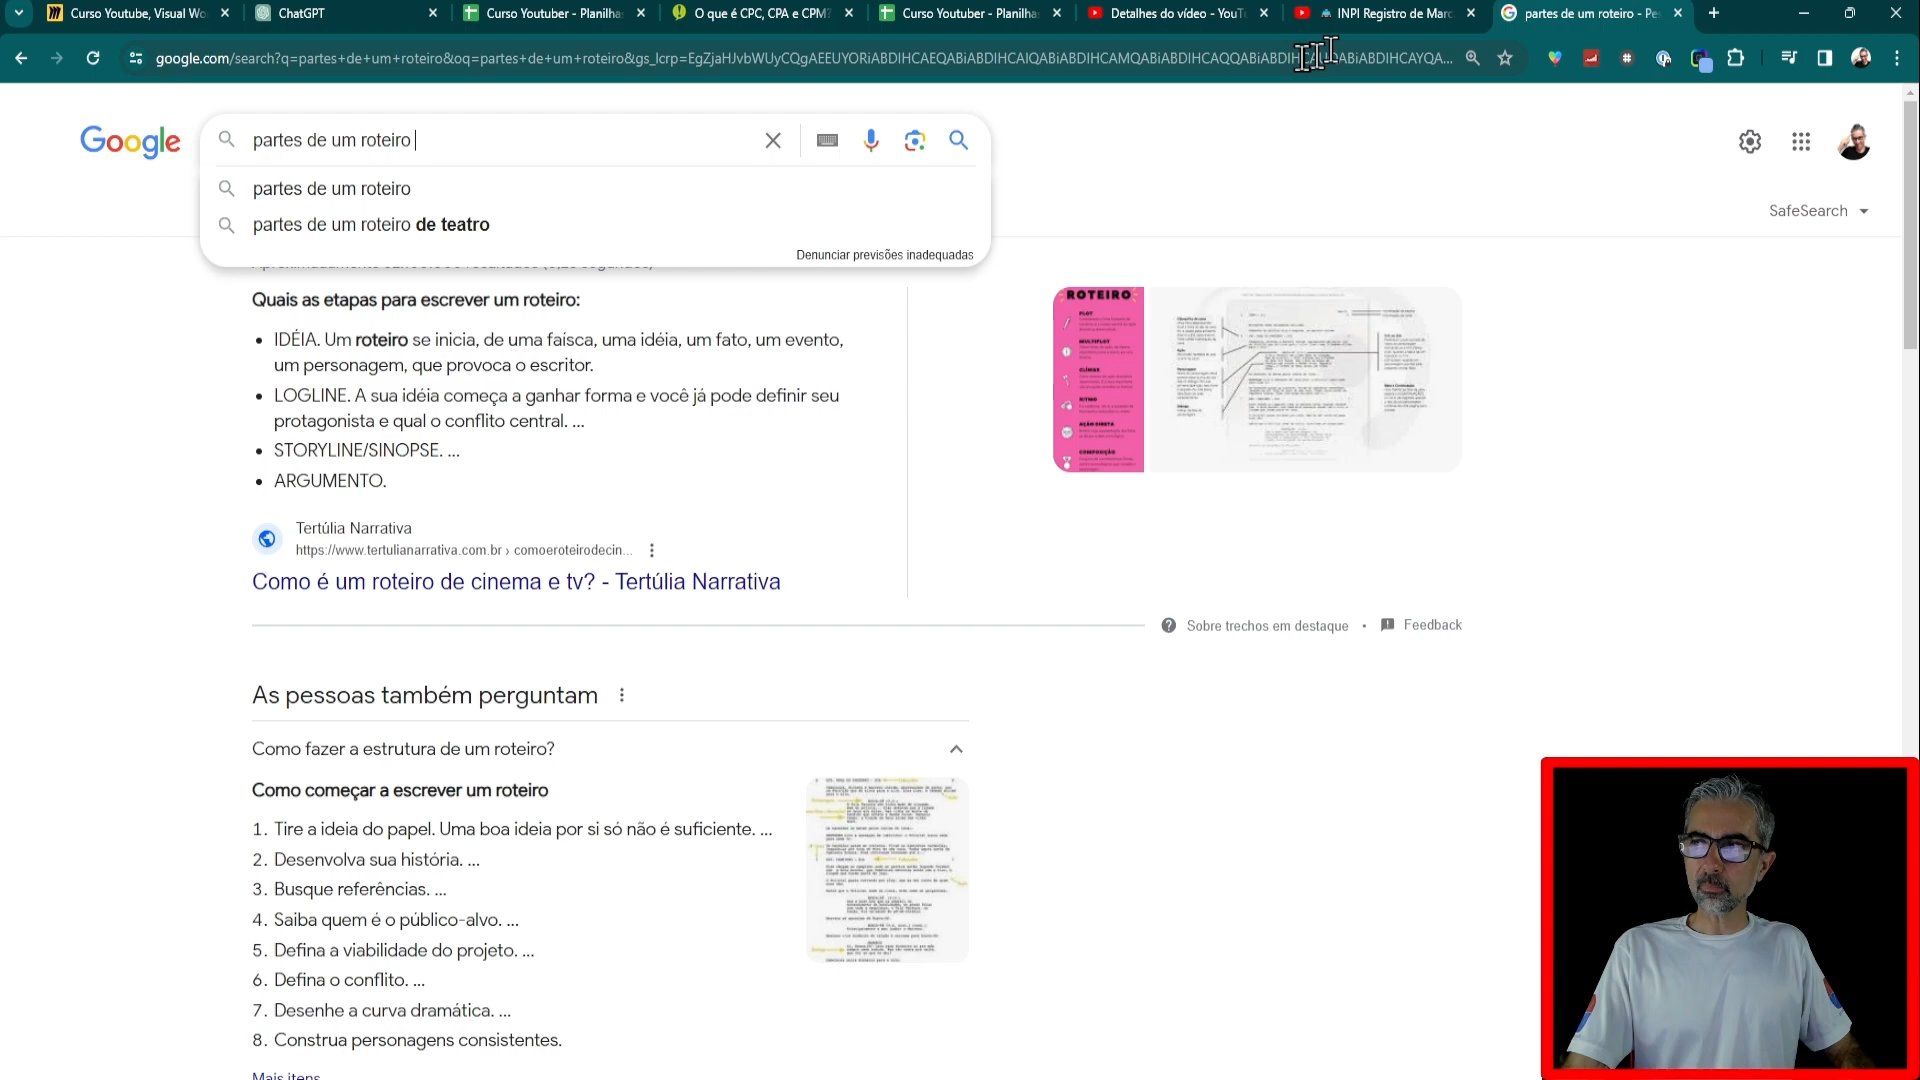 Curso Youtube, Visual Wo
ChatGPT
Curso Youtuber - Planilha
O que é CPC, CPA e CPM?
Curso Youtuber - Planilha
Detalhes do vídeo - YouTu
INPI Registro de Marc
partes de um roteiro - Pe
google.com/search?q=partes+de+um+roteiro&oq=partes+de+um+roteiro&gs_lcrp=
Google
partes de um roteiro
partes de um roteiro
partes de um roteiro de teatro
Denunciar previsões inadequadas
SafeSearch
Quais as etapas para escrever um roteiro:
• IDÉIA. Um roteiro se inicia, de uma faísca, uma idéia, um fato, um evento,
um personagem, que provoca o escritor.
• LOGLINE. A sua idéia começa a ganhar forma e você já pode definir seu
protagonista e qual o conflito central. ...
• STORYLINE/SINOPSE. ...
• ARGUMENTO.
ROTEIRO
PLOT
MULTIPLOT
CLÍMAX
RITMO
AÇÃO DIRETA
COMPOSIÇÃO
Tertúlia Narrativa
https://www.tertulianarrativa.com.br › comoeroteirodecin...
Como é um roteiro de cinema e tv? - Tertúlia Narrativa
Sobre trechos em destaque • Feedback
As pessoas também perguntam
Como fazer a estrutura de um roteiro?
Como começar a escrever um roteiro
1. Tire a ideia do papel. Uma boa ideia por si só não é suficiente. ...
2. Desenvolva sua história. ...
3. Busque referências. ...
4. Saiba quem é o público-alvo. ...
5. Defina a viabilidade do projeto. ...
6. Defina o conflito. ...
7. Desenhe a curva dramática. ...
8. Construa personagens consistentes.
Mais itens